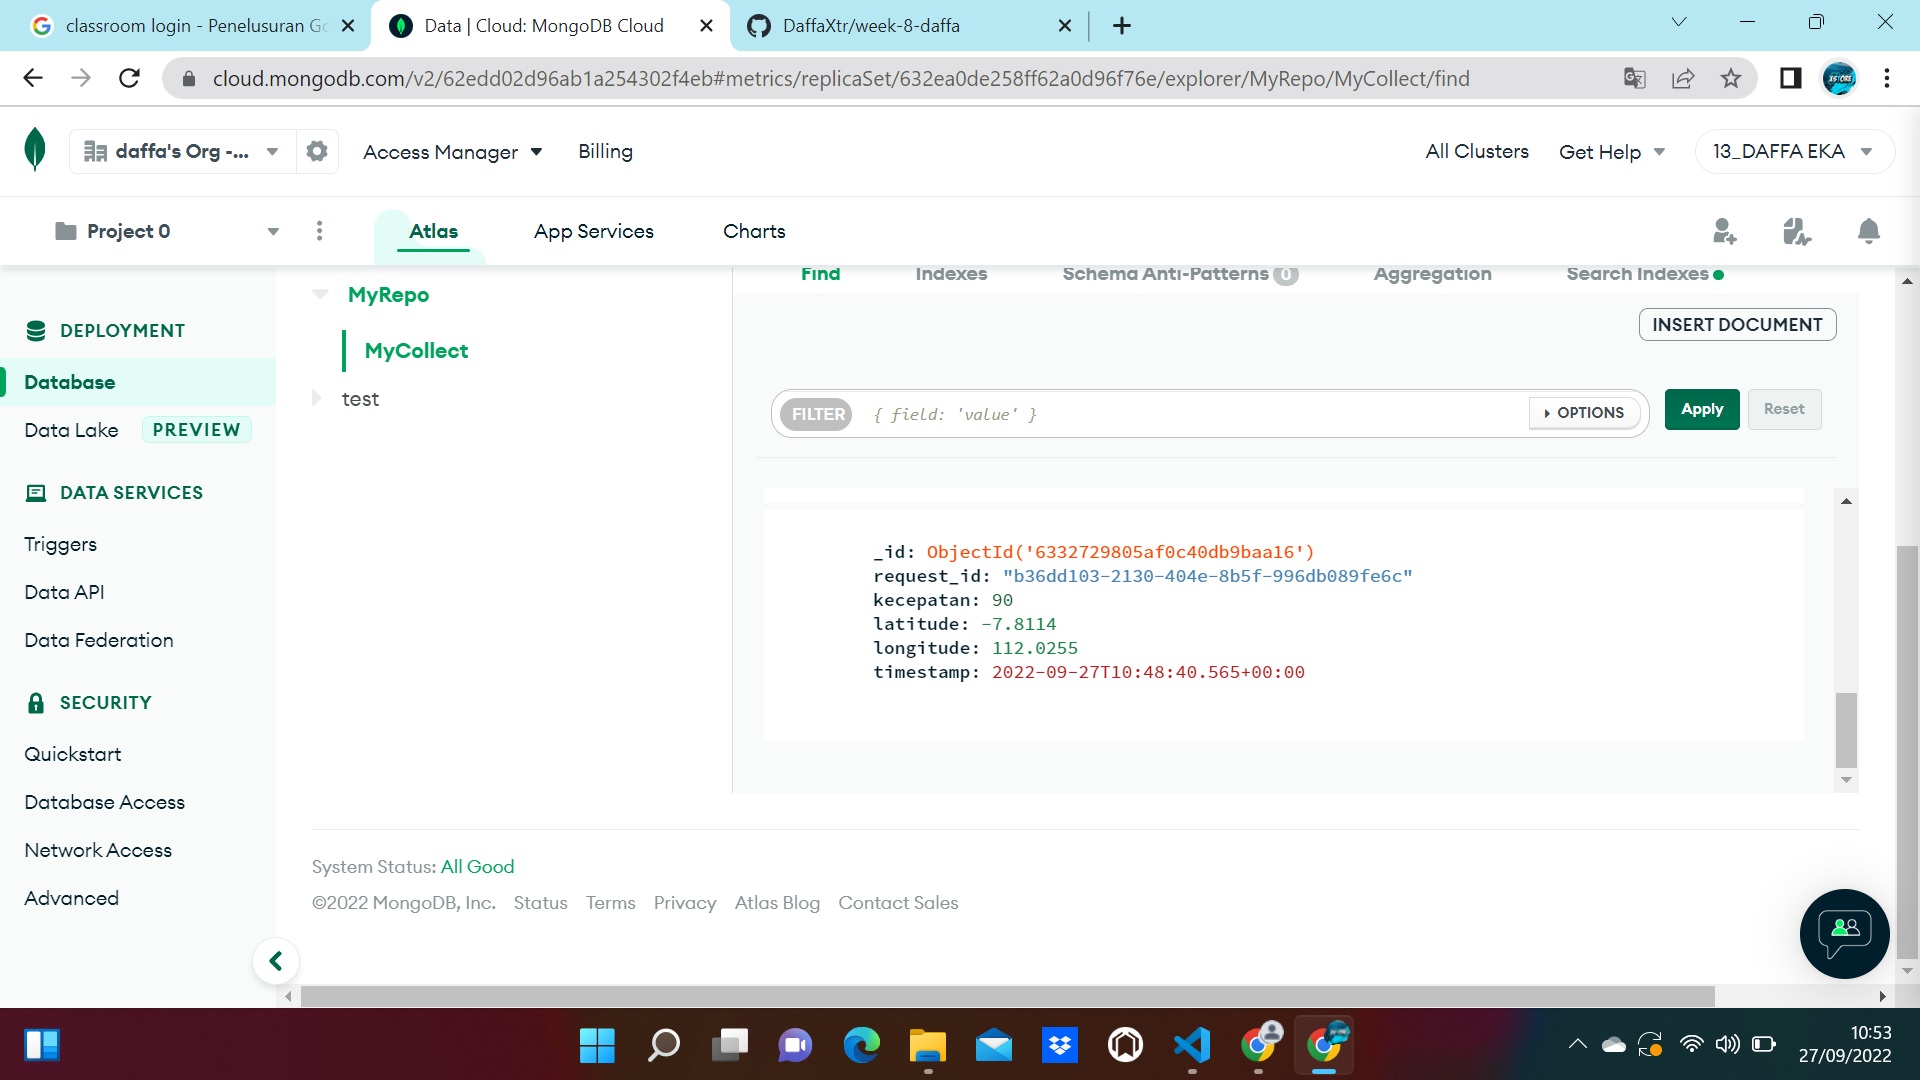 classroom login - Penelusuran Go
Data | Cloud: MongoDB Cloud
DaffaXtr/week-8-daffa
cloud.mongodb.com/v2/62edd02d96ab1a254302f4eb#metrics/replicaSet/632ea0de258ff62a0d96f76e/explorer/MyRepo/MyCollect/find
daffa's Org -...
Access Manager
Billing
All Clusters
Get Help
13_DAFFA EKA
Project 0
Atlas
App Services
Charts
Find
Indexes
Schema Anti-Patterns 0
Aggregation
Search Indexes
DEPLOYMENT
Database
Data Lake PREVIEW
DATA SERVICES
Triggers
Data API
Data Federation
SECURITY
Quickstart
Database Access
Network Access
Advanced
MyRepo
MyCollect
test
INSERT DOCUMENT
FILTER { field: 'value' }
OPTIONS
Apply
Reset
_id: ObjectId('6332729805af0c40db9baa16')
request_id: "b36dd103-2130-404e-8b5f-996db089fe6c"
kecepatan: 90
latitude: -7.8114
longitude: 112.0255
timestamp: 2022-09-27T10:48:40.565+00:00
System Status: All Good
©2022 MongoDB, Inc. Status Terms Privacy Atlas Blog Contact Sales
10:53
27/09/2022